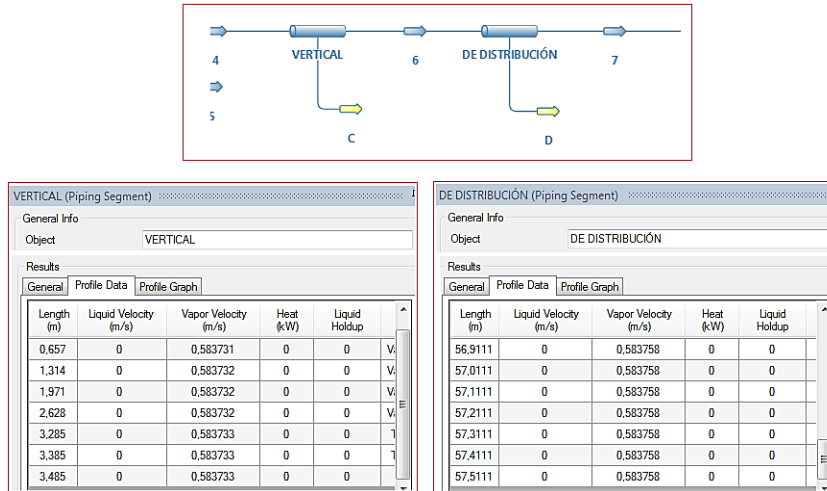 4 VERTICAL 6 DE DISTRIBUCIÓN 7
5
C D
VERTICAL (Piping Segment)
General Info
Object VERTICAL
Results
General Profile Data Profile Graph
Length (m) Liquid Velocity (m/s) Vapor Velocity (m/s) Heat (kW) Liquid Holdup
0,657 0 0,583731 0 0 Va
1,314 0 0,583732 0 0 Va
1,971 0 0,583732 0 0 Va
2,628 0 0,583732 0 0 Va
3,285 0 0,583733 0 0 T
3,385 0 0,583733 0 0 T
3,485 0 0,583733 0 0
DE DISTRIBUCIÓN (Piping Segment)
General Info
Object DE DISTRIBUCIÓN
Results
General Profile Data Profile Graph
Length (m) Liquid Velocity (m/s) Vapor Velocity (m/s) Heat (kW) Liquid Holdup
56,9111 0 0,583758 0 0
57,0111 0 0,583758 0 0
57,1111 0 0,583758 0 0
57,2111 0 0,583758 0 0
57,3111 0 0,583758 0 0
57,4111 0 0,583758 0 0
57,5111 0 0,583758 0 0